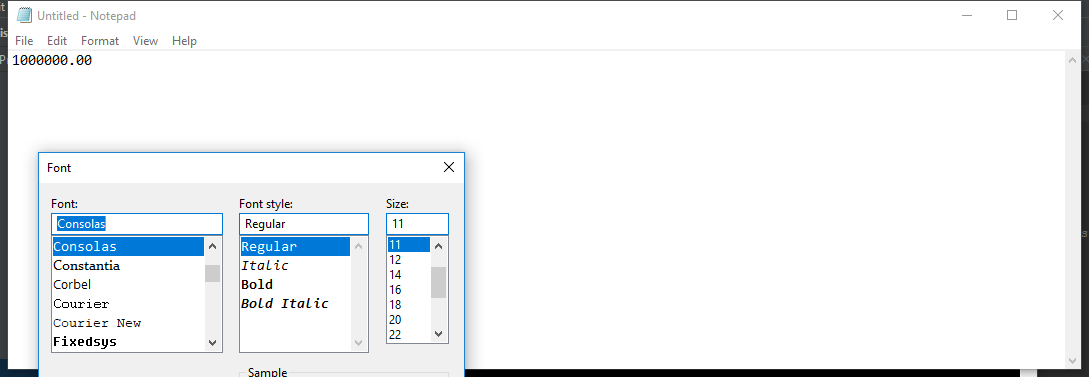 Untitled - Notepad
File Edit Format View Help
1000000.00
Font
Font: Font style: Size:
Consolas Regular 11
Consolas Regular 11
Constantia Italic 12
Corbel Bold 14
Courier Bold Italic 16
Courier New 18
Fixedsys 20
22
Sample